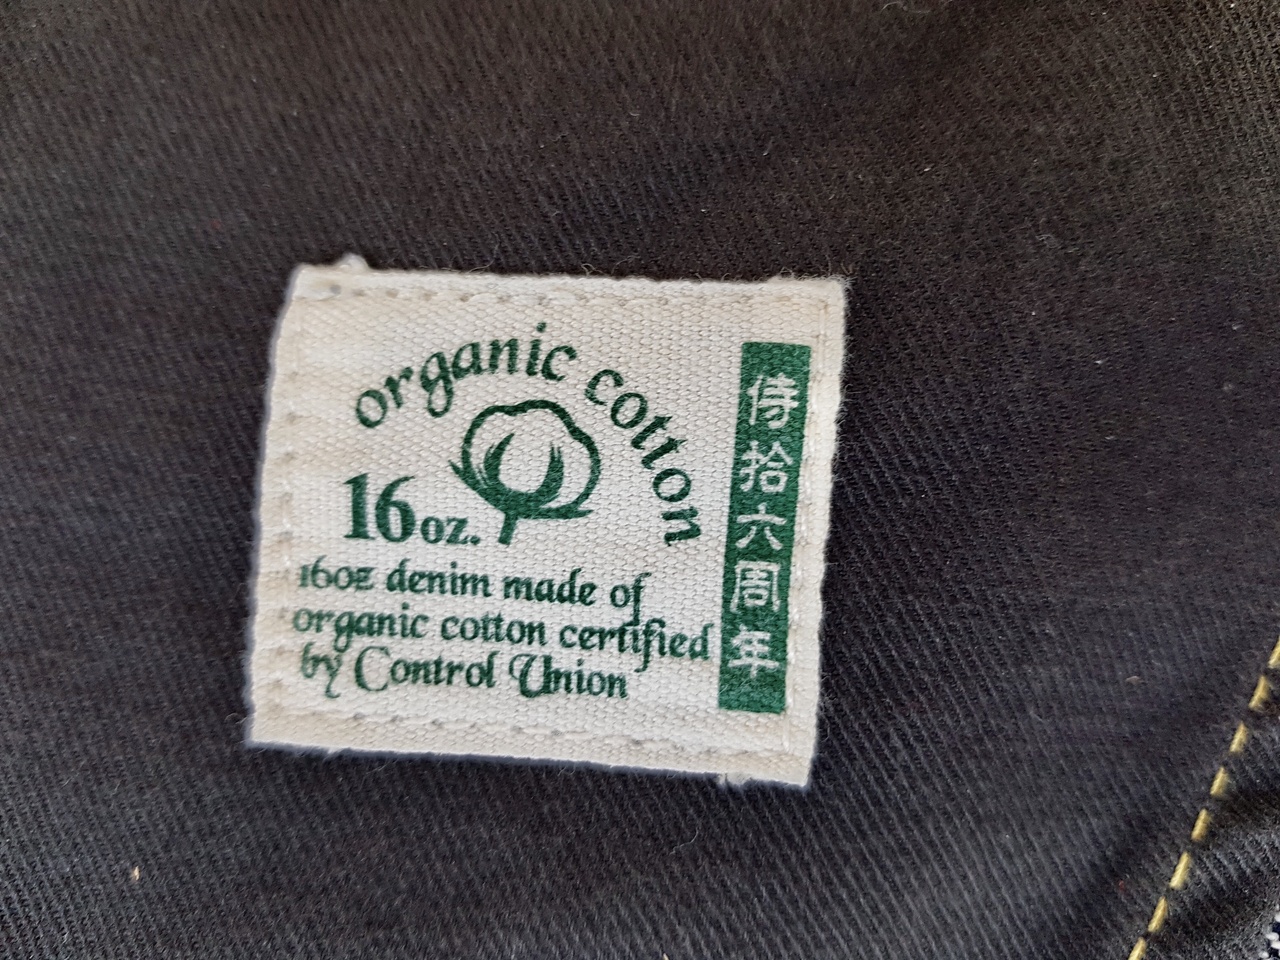 organic cotton
16oz.
16oz denim made of
organic cotton certified
by Control Union
侍拾六周年